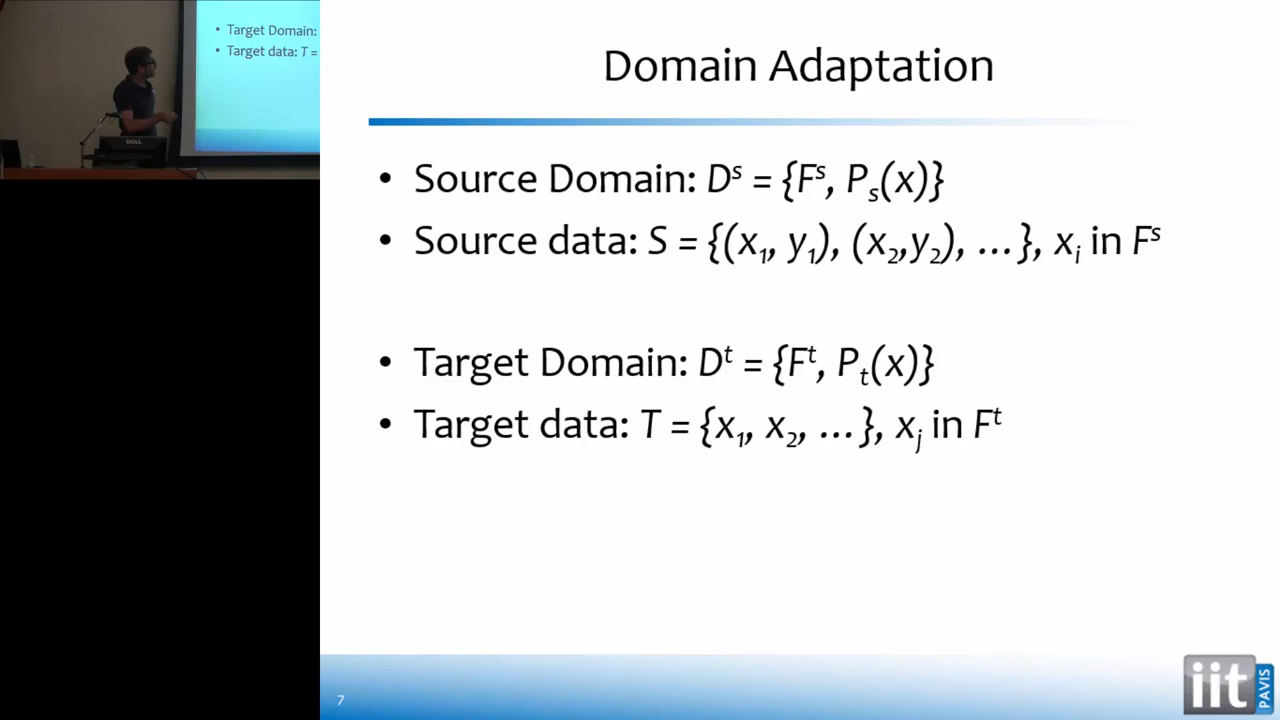 • Target Domain:
• Target data: T =
DELL
Domain Adaptation
• Source Domain: Dˢ = {Fˢ, Pₛ(x)}
• Source data: S = {(x₁, y₁), (x₂,y₂), ...}, xᵢ in Fˢ
• Target Domain: Dᵗ = {Fᵗ, Pₜ(x)}
• Target data: T = {x₁, x₂, ...}, xⱼ in Fᵗ
7
iit PAVIS